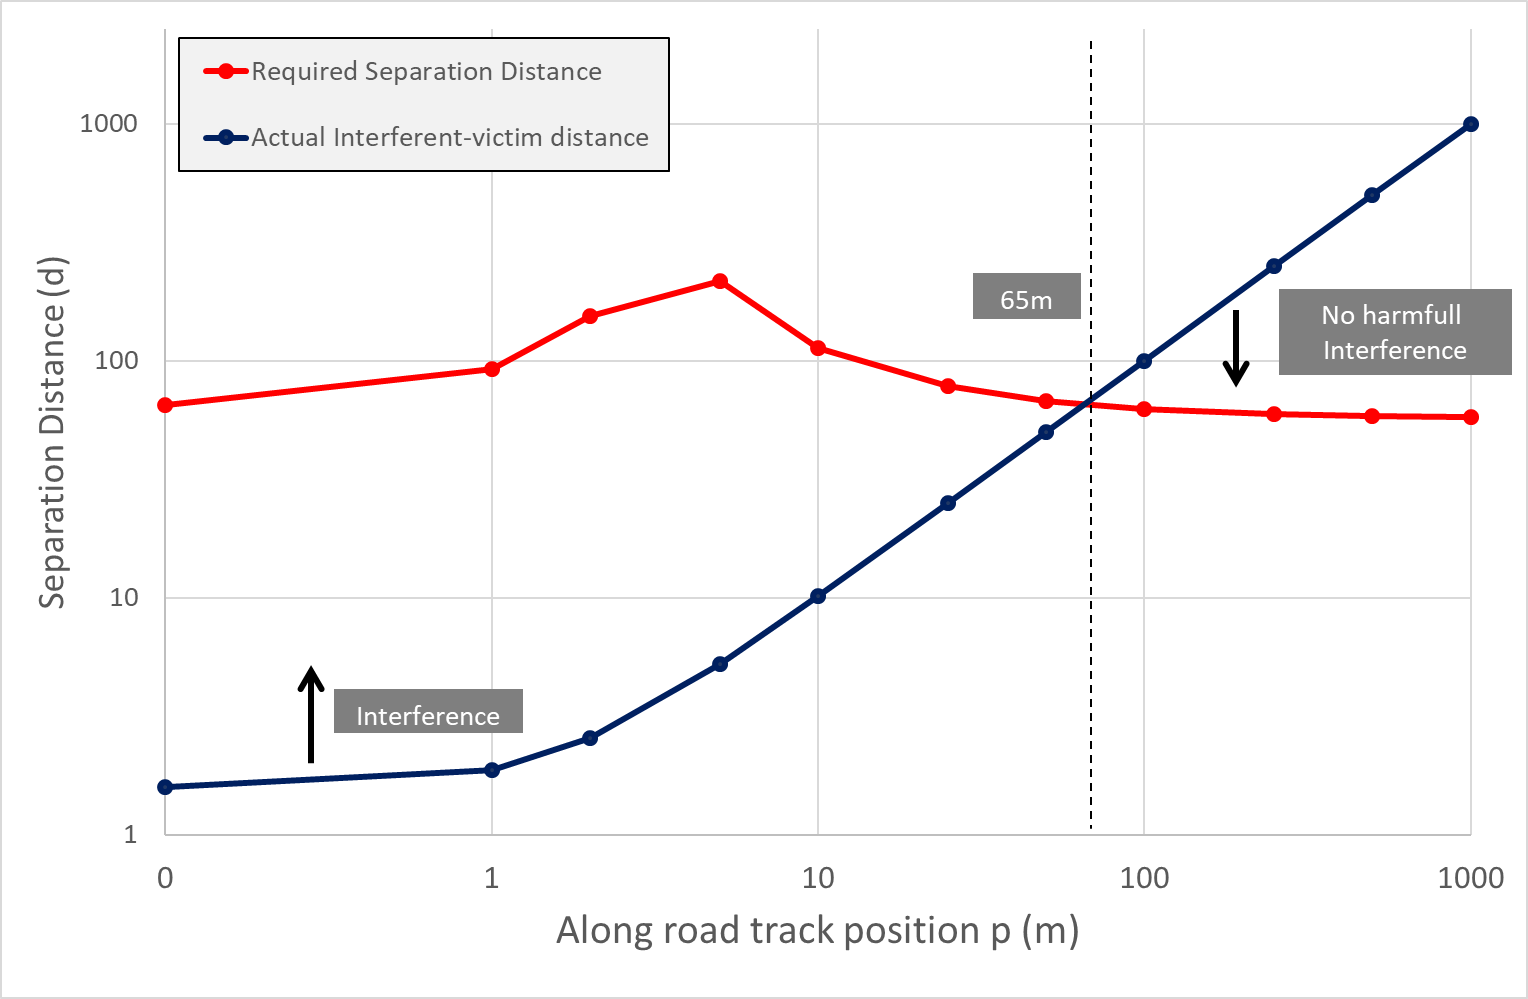 Required Separation Distance
Actual Interferent-victim distance
1000
100
10
1
Separation Distance (d)
65m
No harmfull
Interference
Interference
0
1
10
100
1000
Along road track position p (m)